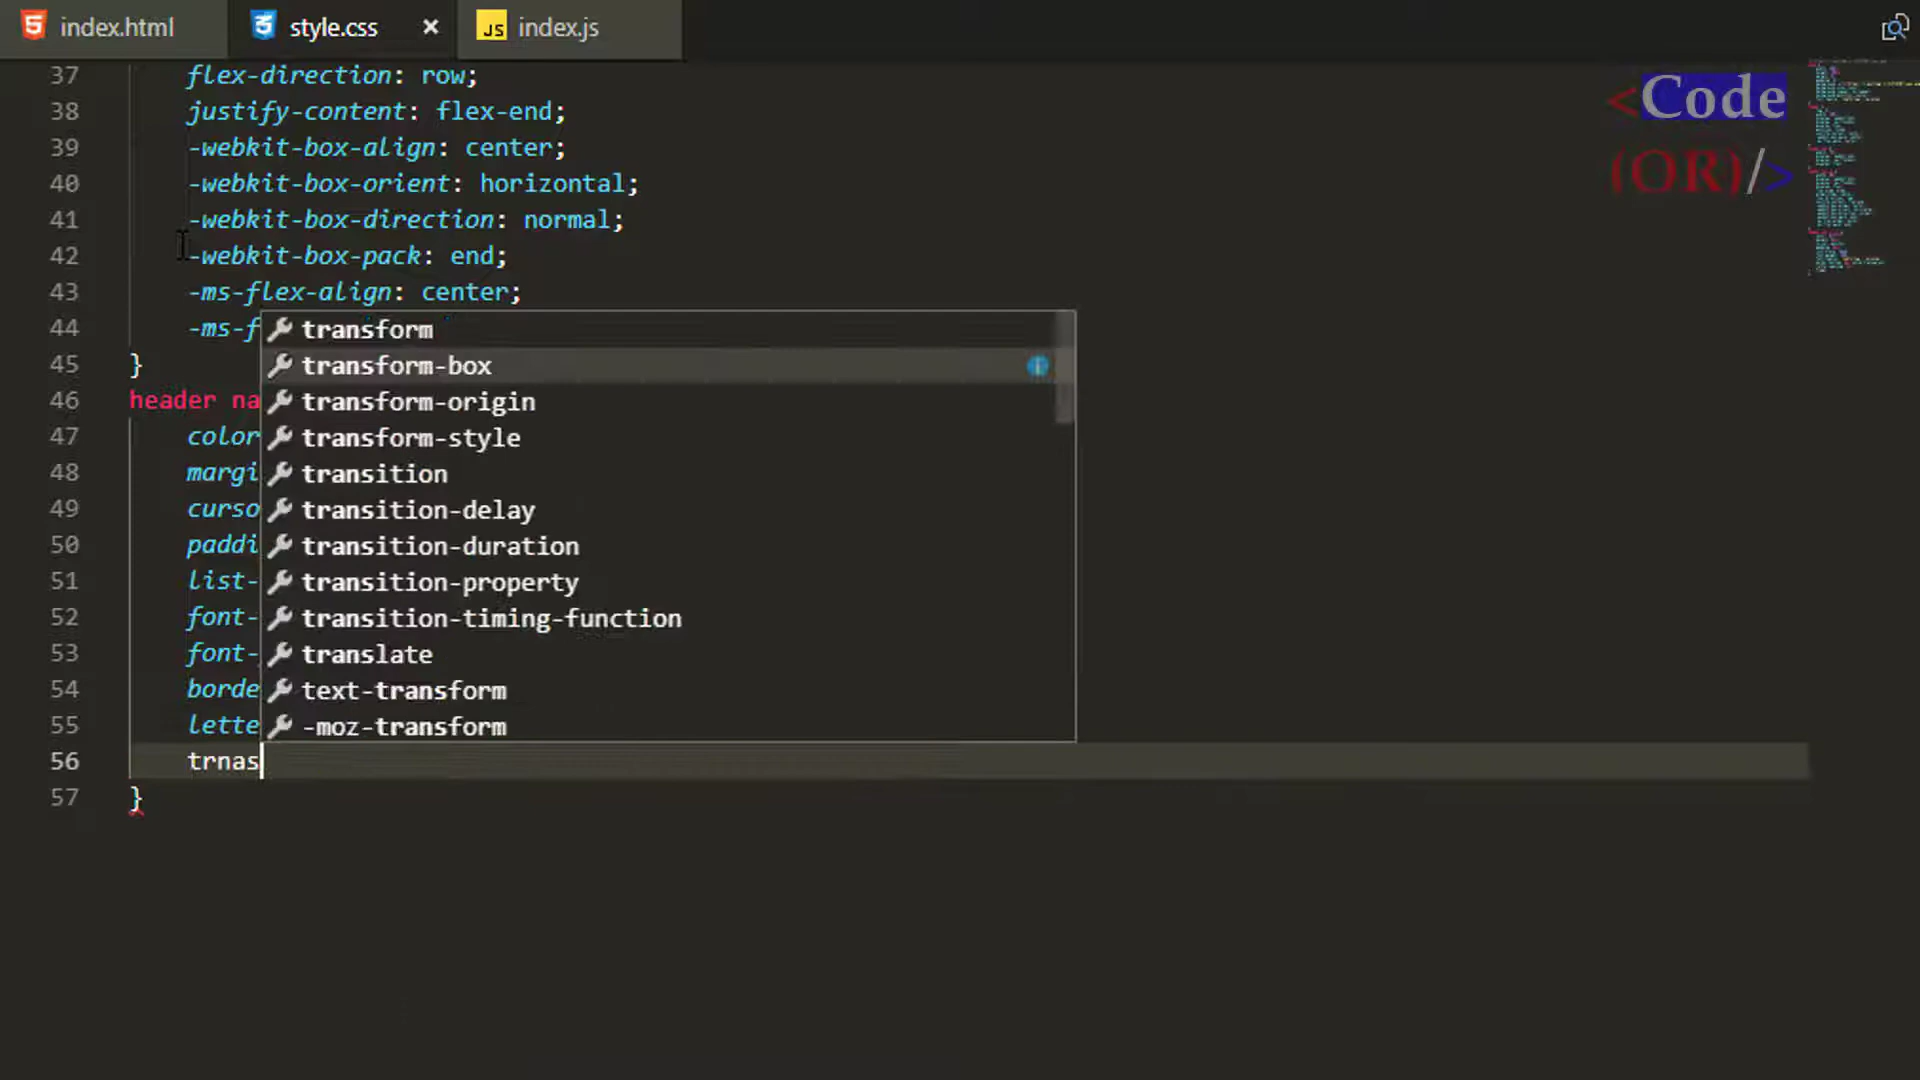 index.html
style.css ×
JS index.js
<Code
(OR)/>
37 flex-direction: row;
38 justify-content: flex-end;
39 -webkit-box-align: center;
40 -webkit-box-orient: horizontal;
41 -webkit-box-direction: normal;
42 -webkit-box-pack: end;
43 -ms-flex-align: center;
44 -ms-f
45 }
46 header na
47 color
48 margi
49 curso
50 paddi
51 list-
52 font-
53 font-
54 borde
55 lette
56 trnas
57 }
transform
transform-box
transform-origin
transform-style
transition
transition-delay
transition-duration
transition-property
transition-timing-function
translate
text-transform
-moz-transform